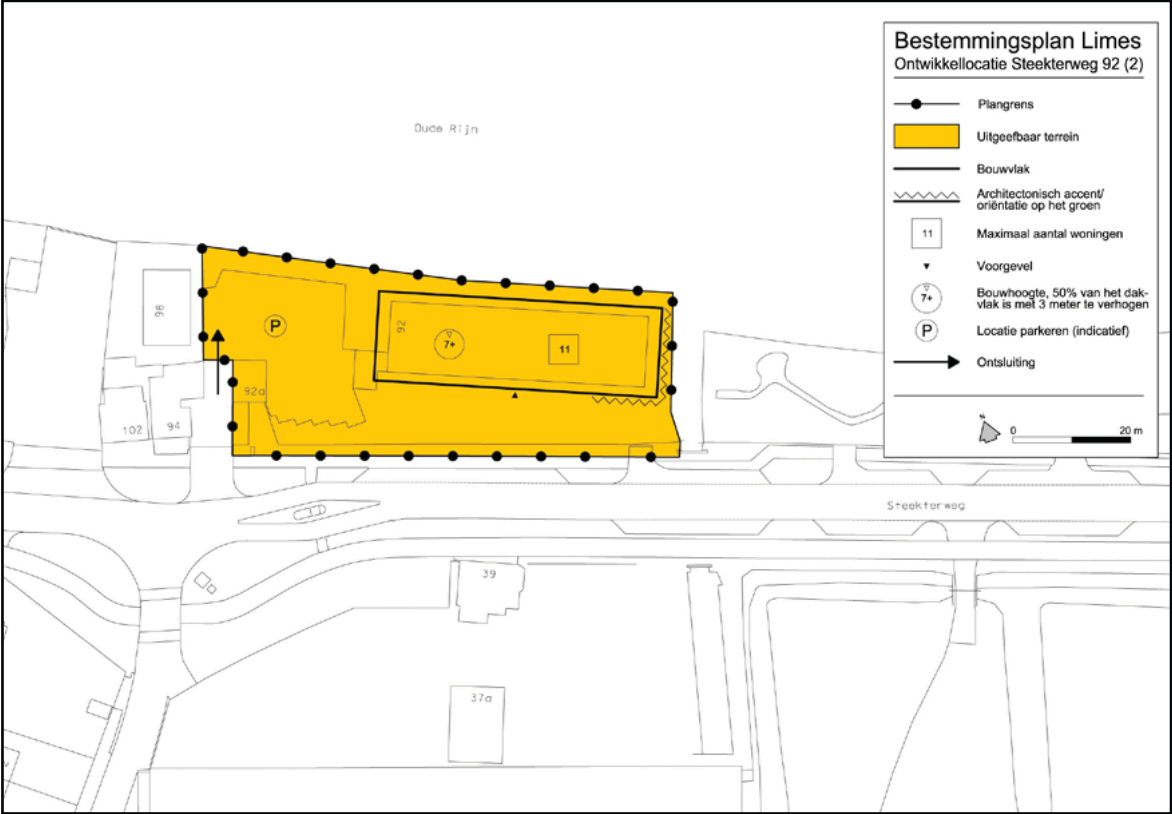 Bestemmingsplan Limes
Ontwikkellocatie Steekterweg 92 (2)
Plangrens
Uitgeefbaar terrein
Bouwvlak
Architectonisch accent/
oriëntatie op het groen
11
Maximaal aantal woningen
Voorgevel
7+
Bouwhoogte, 50% van het dak-
vlak is met 3 meter te verhogen
P
Locatie parkeren (indicatief)
Ontsluiting
N
0
20 m
Oude Rijn
98
P
92
7+
11
92a
102
94
Steekterweg
39
37a